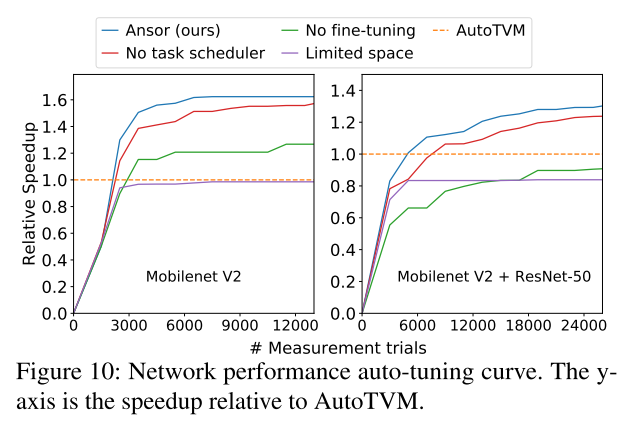 Ansor (ours) No fine-tuning AutoTVM
No task scheduler Limited space
Relative Speedup
1.6
1.4
1.2
1.0
0.8
0.6
0.4
0.2
0.0
Mobilenet V2
0 3000 6000 9000 12000
1.4
1.2
1.0
0.8
0.6
0.4
0.2
0.0
Mobilenet V2 + ResNet-50
0 6000 12000 18000 24000
# Measurement trials
Figure 10: Network performance auto-tuning curve. The y-
axis is the speedup relative to AutoTVM.